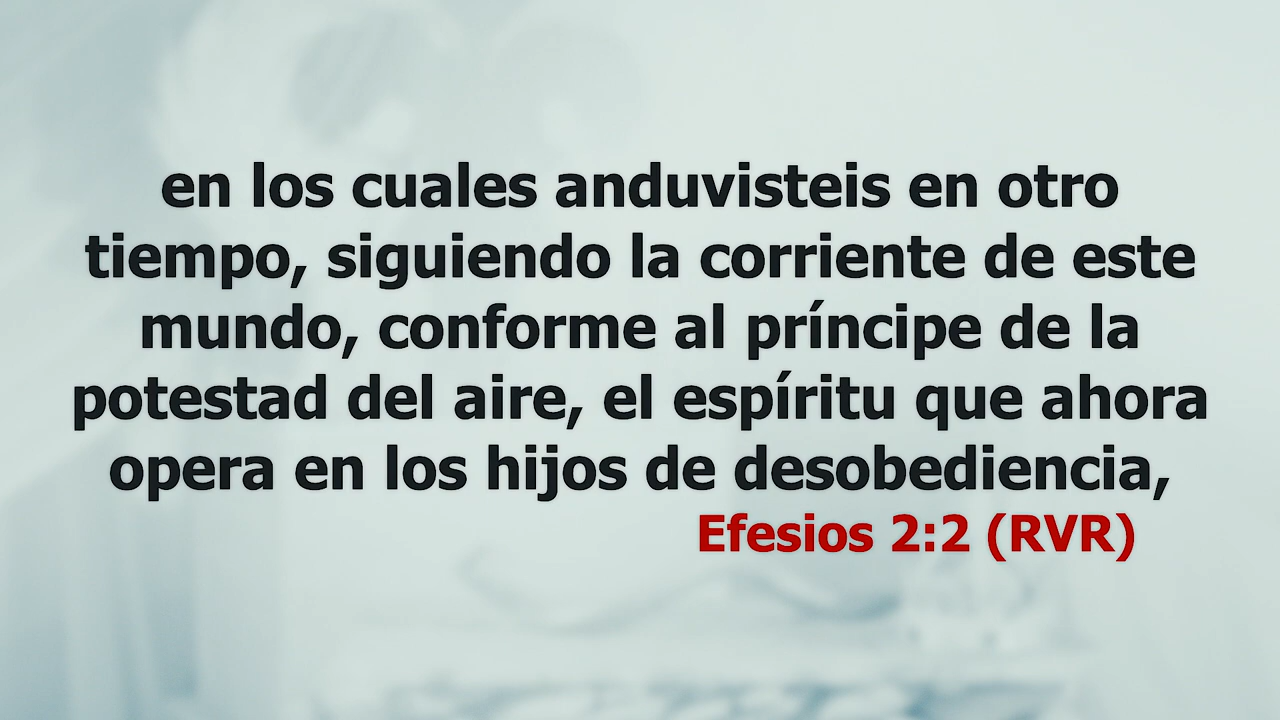 en los cuales anduvisteis en otro
tiempo, siguiendo la corriente de este
mundo, conforme al príncipe de la
potestad del aire, el espíritu que ahora
opera en los hijos de desobediencia,
Efesios 2:2 (RVR)